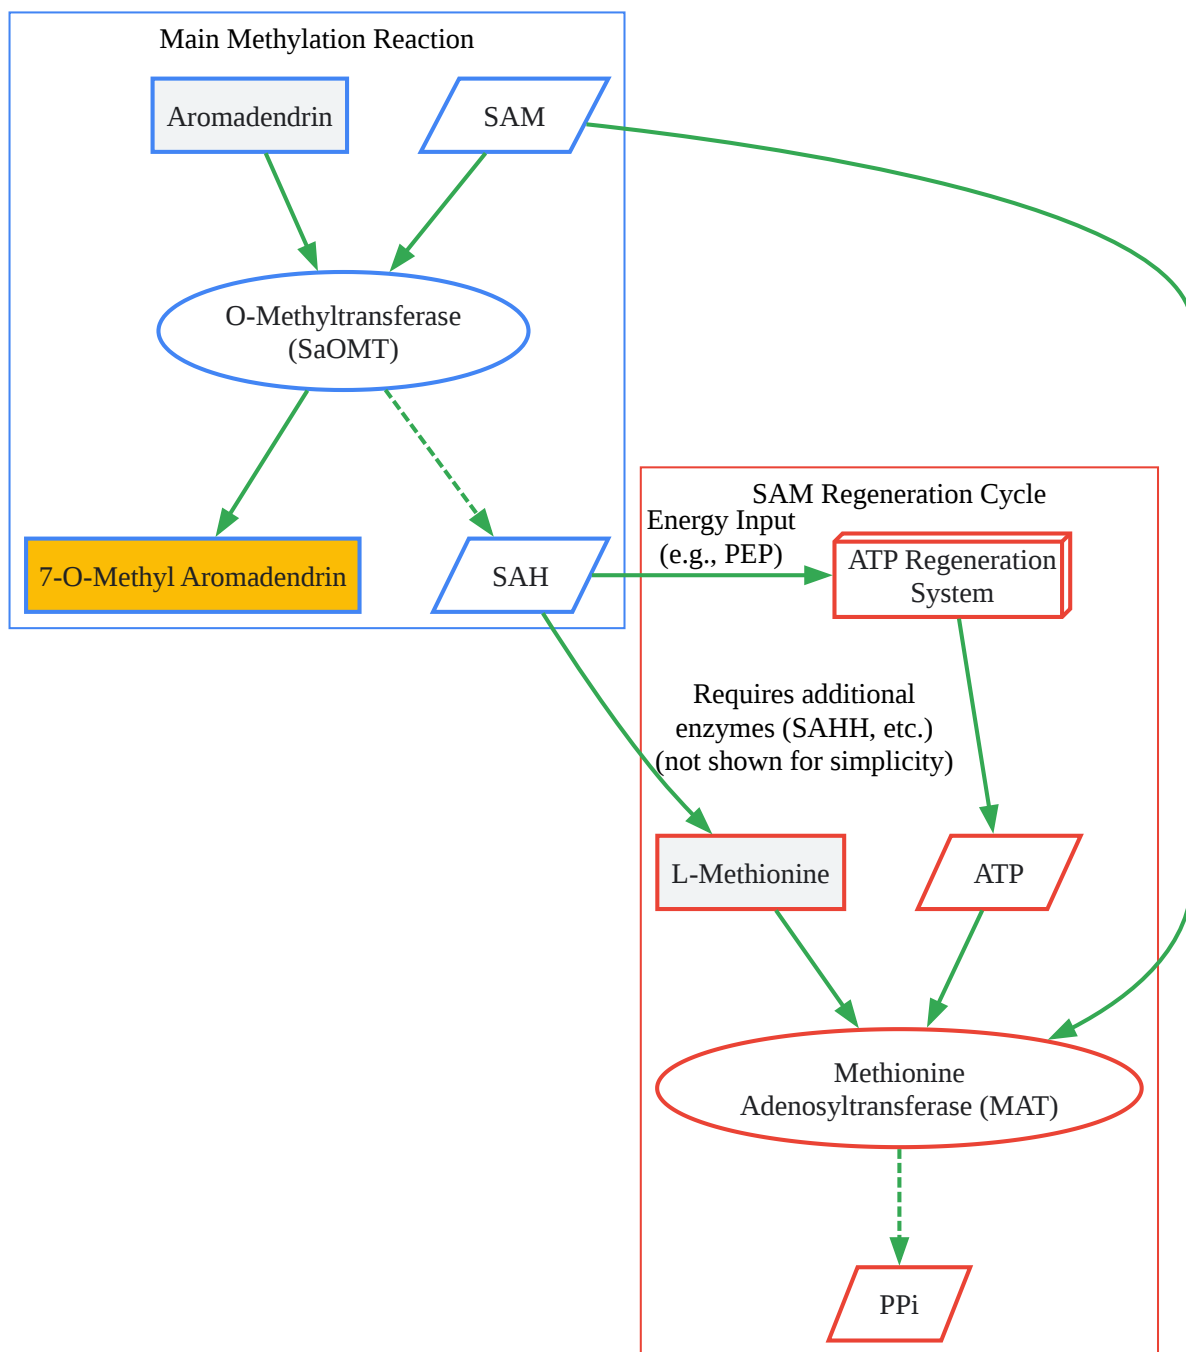 Main Methylation Reaction
Aromadendrin
SAM
O-Methyltransferase
(SaOMT)
7-O-Methyl Aromadendrin
SAH
SAM Regeneration Cycle
Energy Input
(e.g., PEP)
ATP Regeneration
System
Requires additional
enzymes (SAHH, etc.)
(not shown for simplicity)
L-Methionine
ATP
Methionine
Adenosyltransferase (MAT)
PPi